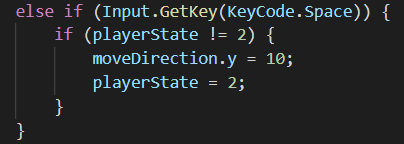 else if (Input.GetKey(KeyCode.Space)) {
if (playerState != 2) {
moveDirection.y = 10;
playerState = 2;
}
}